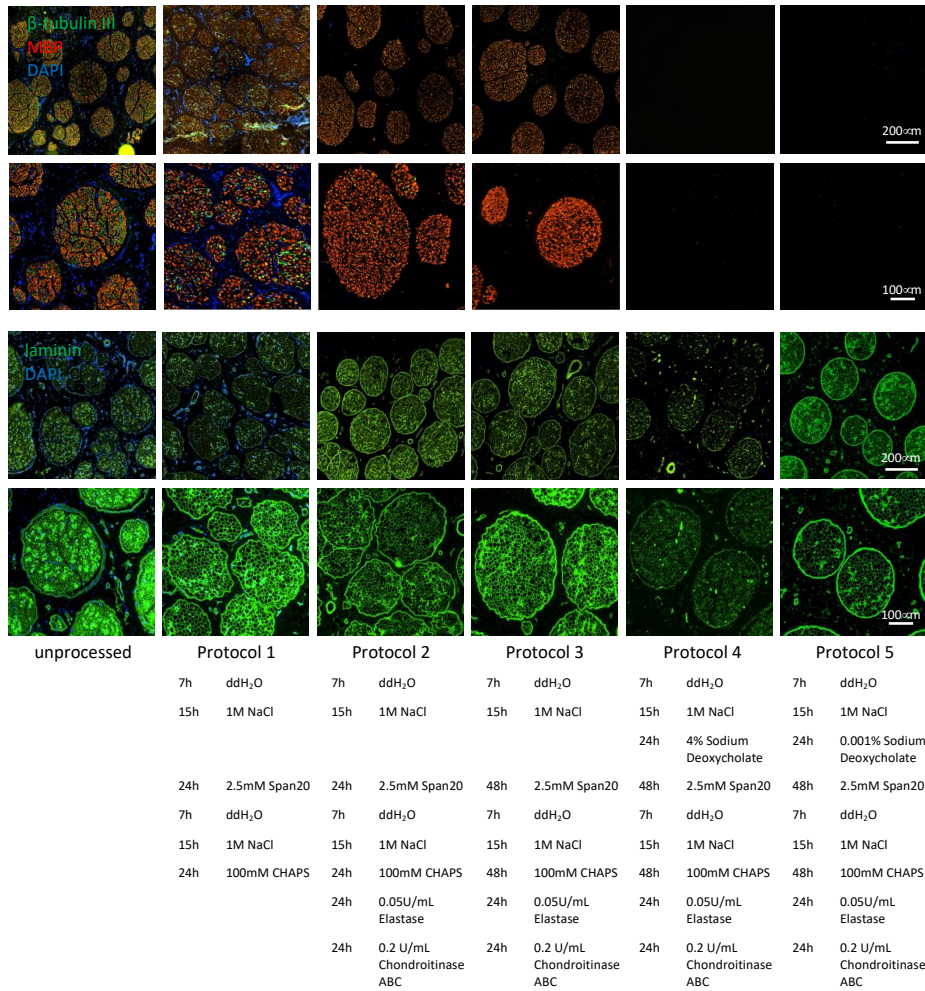 β-tubulin III
MBP
DAPI
200∝m
100∝m
laminin
DAPI
200∝m
100∝m
unprocessed Protocol 1 Protocol 2 Protocol 3 Protocol 4 Protocol 5
7h ddH₂O 7h ddH₂O 7h ddH₂O 7h ddH₂O 7h ddH₂O
15h 1M NaCl 15h 1M NaCl 15h 1M NaCl 15h 1M NaCl 15h 1M NaCl
24h 4% Sodium 24h 0.001% Sodium
Deoxycholate Deoxycholate
24h 2.5mM Span20 24h 2.5mM Span20 48h 2.5mM Span20 48h 2.5mM Span20 48h 2.5mM Span20
7h ddH₂O 7h ddH₂O 7h ddH₂O 7h ddH₂O 7h ddH₂O
15h 1M NaCl 15h 1M NaCl 15h 1M NaCl 15h 1M NaCl 15h 1M NaCl
24h 100mM CHAPS 24h 100mM CHAPS 48h 100mM CHAPS 48h 100mM CHAPS 48h 100mM CHAPS
24h 0.05U/mL 24h 0.05U/mL 24h 0.05U/mL 24h 0.05U/mL
Elastase Elastase Elastase Elastase
24h 0.2 U/mL 24h 0.2 U/mL 24h 0.2 U/mL 24h 0.2 U/mL
Chondroitinase Chondroitinase Chondroitinase Chondroitinase
ABC ABC ABC ABC